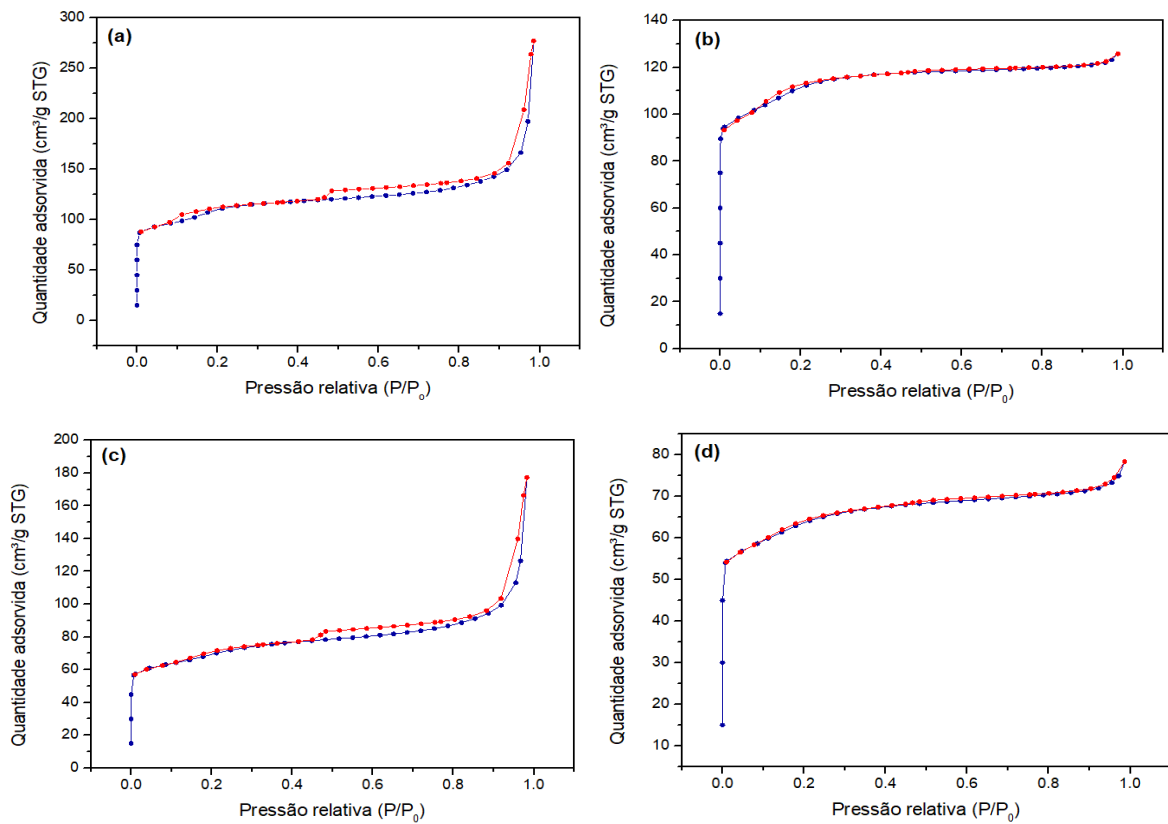 (a)
Quantidade adsorvida (cm³/g STG)
300
250
200
150
100
50
0
0.0 0.2 0.4 0.6 0.8 1.0
Pressão relativa (P/Pₒ)
(b)
Quantidade adsorvida (cm³/g STG)
140
120
100
80
60
40
20
0
0.0 0.2 0.4 0.6 0.8 1.0
Pressão relativa (P/P₀)
(c)
Quantidade adsorvida (cm³/g STG)
200
180
160
140
120
100
80
60
40
20
0
0.0 0.2 0.4 0.6 0.8 1.0
Pressão relativa (P/P₀)
(d)
Quantidade adsorvida (cm³/g STG)
80
70
60
50
40
30
20
10
0.0 0.2 0.4 0.6 0.8 1.0
Pressão relativa (P/P₀)